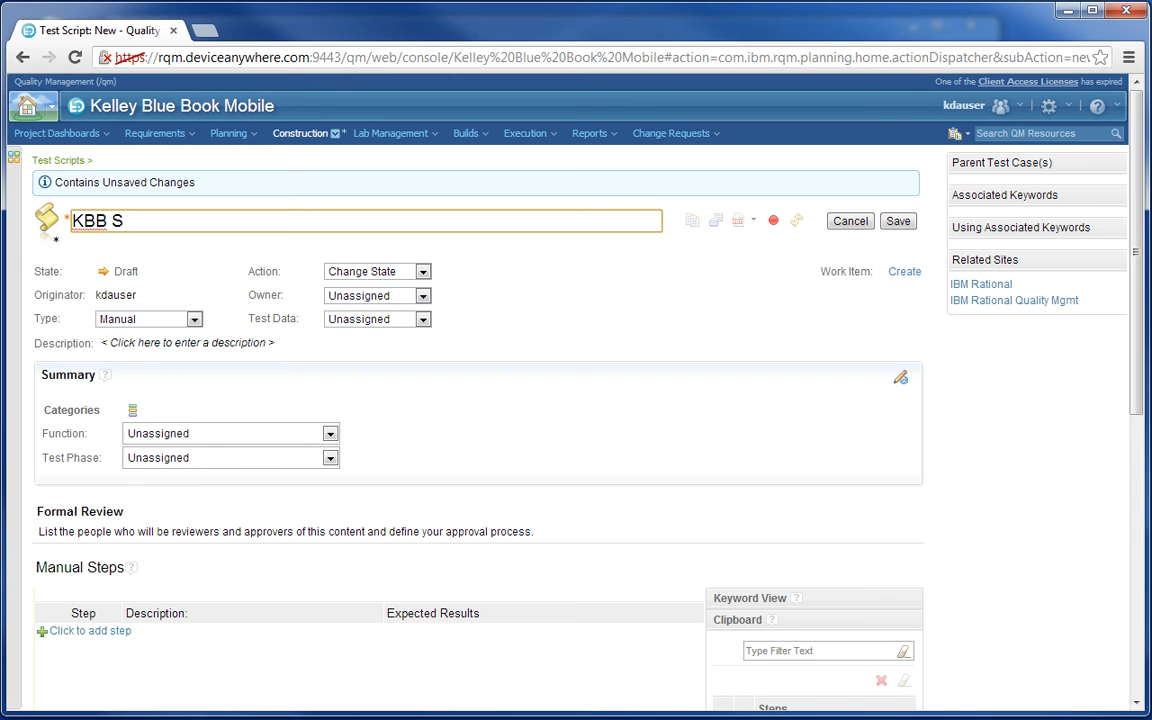 Test Script: New - Quality
https://rqm.deviceanywhere.com:9443/qm/web/console/Kelley%20Blue%20Book%20Mobile#action=com.ibm.rqm.planning.home.actionDispatcher&subAction=nev
Quality Management (/qm)
One of the Client Access Licenses has expired
Kelley Blue Book Mobile
kdauser
Project Dashboards
Requirements
Planning
Construction
Lab Management
Builds
Execution
Reports
Change Requests
Search QM Resources
Test Scripts >
Contains Unsaved Changes
* KBB S
Cancel
Save
State: Draft
Action: Change State
Work Item: Create
Originator: kdauser
Owner: Unassigned
Type: Manual
Test Data: Unassigned
Description: < Click here to enter a description >
Summary ?
Categories
Function: Unassigned
Test Phase: Unassigned
Formal Review
List the people who will be reviewers and approvers of this content and define your approval process.
Manual Steps ?
Step Description: Expected Results
Click to add step
Keyword View ?
Clipboard ?
Type Filter Text
Steps
Parent Test Case(s)
Associated Keywords
Using Associated Keywords
Related Sites
IBM Rational
IBM Rational Quality Mgmt